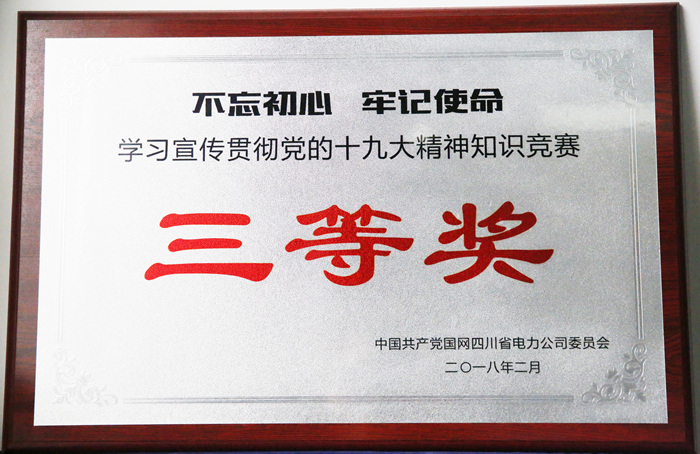 不忘初心 牢记使命
学习宣传贯彻党的十九大精神知识竞赛
三等奖
中国共产党国网四川省电力公司委员会
二〇一八年二月